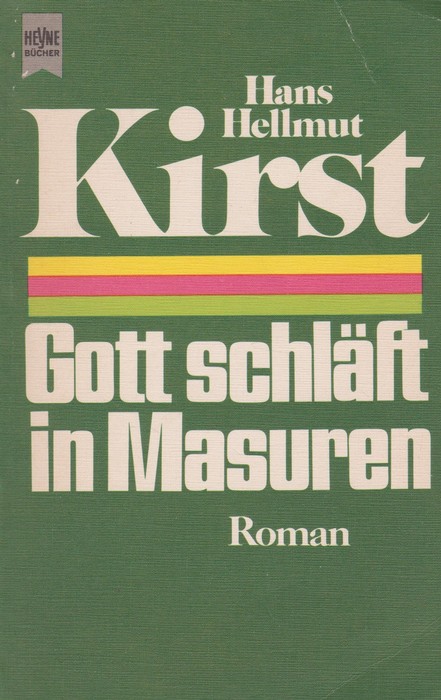 HEYNE
BÜCHER
Hans
Hellmut
Kirst
Gott schläft
in Masuren
Roman